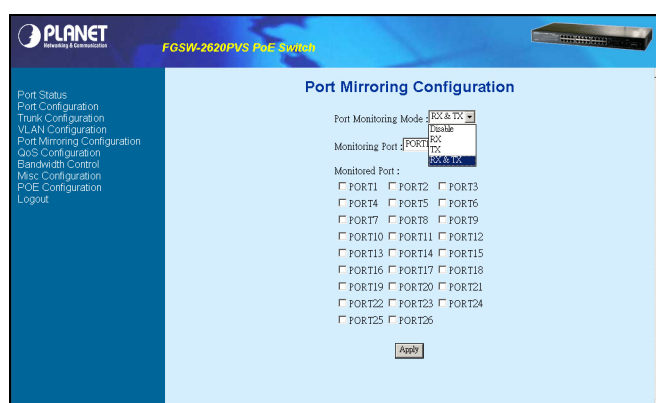 PLANET
Networking & Communication
FGSW-2620PVS PoE Switch
Port Status
Port Configuration
Trunk Configuration
VLAN Configuration
Port Mirroring Configuration
QoS Configuration
Bandwidth Control
Misc Configuration
POE Configuration
Logout
Port Mirroring Configuration
Port Monitoring Mode : RX & TX
Disable
RX
TX
RX & TX
Monitoring Port :
Monitored Port :
PORT1 PORT2 PORT3
PORT4 PORT5 PORT6
PORT7 PORT8 PORT9
PORT10 PORT11 PORT12
PORT13 PORT14 PORT15
PORT16 PORT17 PORT18
PORT19 PORT20 PORT21
PORT22 PORT23 PORT24
PORT25 PORT26
Apply